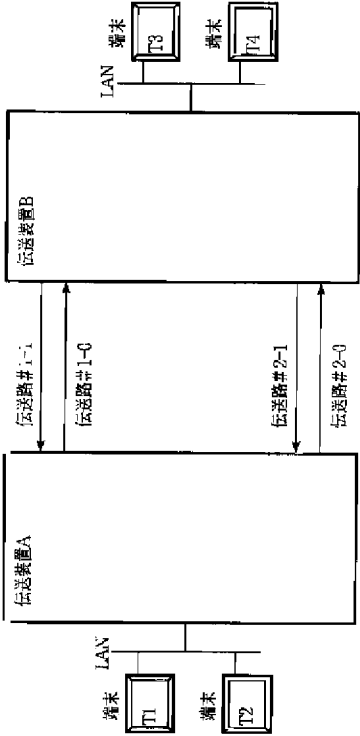 端末
T3
端末
T4
LAN
伝送装置B
伝送路#1-1
伝送路#1-0
伝送路#2-1
伝送路#2-0
伝送装置A
LAN
端末
T1
端末
T2